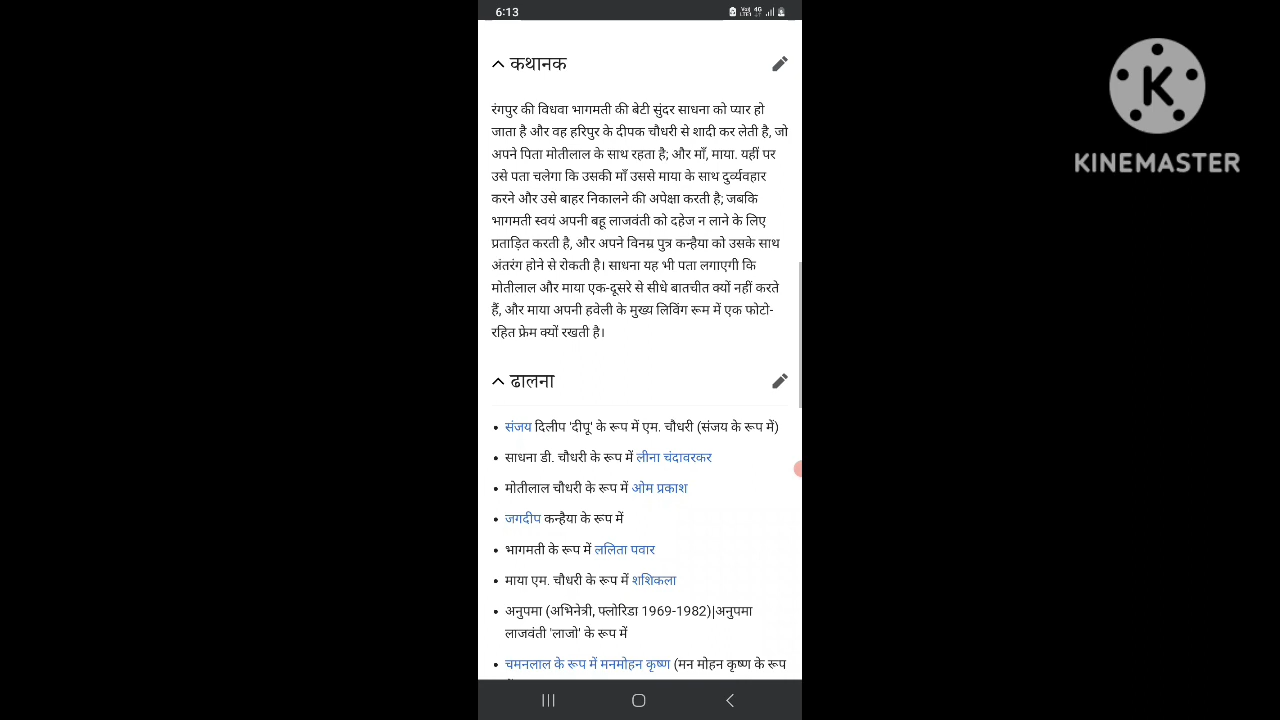 6:13
कथानक
रंगपुर की विधवा भागमती की बेटी सुंदर साधना को प्यार हो
जाता है और वह हरिपुर के दीपक चौधरी से शादी कर लेती है, जो
अपने पिता मोतीलाल के साथ रहता है; और माँ, माया. यहीं पर
उसे पता चलेगा कि उसकी माँ उससे माया के साथ दुर्व्यवहार
करने और उसे बाहर निकालने की अपेक्षा करती है; जबकि
भागमती स्वयं अपनी बहू लाजवंती को दहेज न लाने के लिए
प्रताड़ित करती है, और अपने विनम्र पुत्र कन्हैया को उसके साथ
अंतरंग होने से रोकती है। साधना यह भी पता लगाएगी कि
मोतीलाल और माया एक-दूसरे से सीधे बातचीत क्यों नहीं करते
हैं, और माया अपनी हवेली के मुख्य लिविंग रूम में एक फोटो-
रहित फ्रेम क्यों रखती है।
ढालना
• संजय दिलीप 'दीपू' के रूप में एम. चौधरी (संजय के रूप में)
• साधना डी. चौधरी के रूप में लीना चंदावरकर
• मोतीलाल चौधरी के रूप में ओम प्रकाश
• जगदीप कन्हैया के रूप में
• भागमती के रूप में ललिता पवार
• माया एम. चौधरी के रूप में शशिकला
• अनुपमा (अभिनेत्री, फ्लोरिडा 1969-1982)|अनुपमा
लाजवंती 'लाजो' के रूप में
• चमनलाल के रूप में मनमोहन कृष्ण (मन मोहन कृष्ण के रूप
K
KINEMASTER